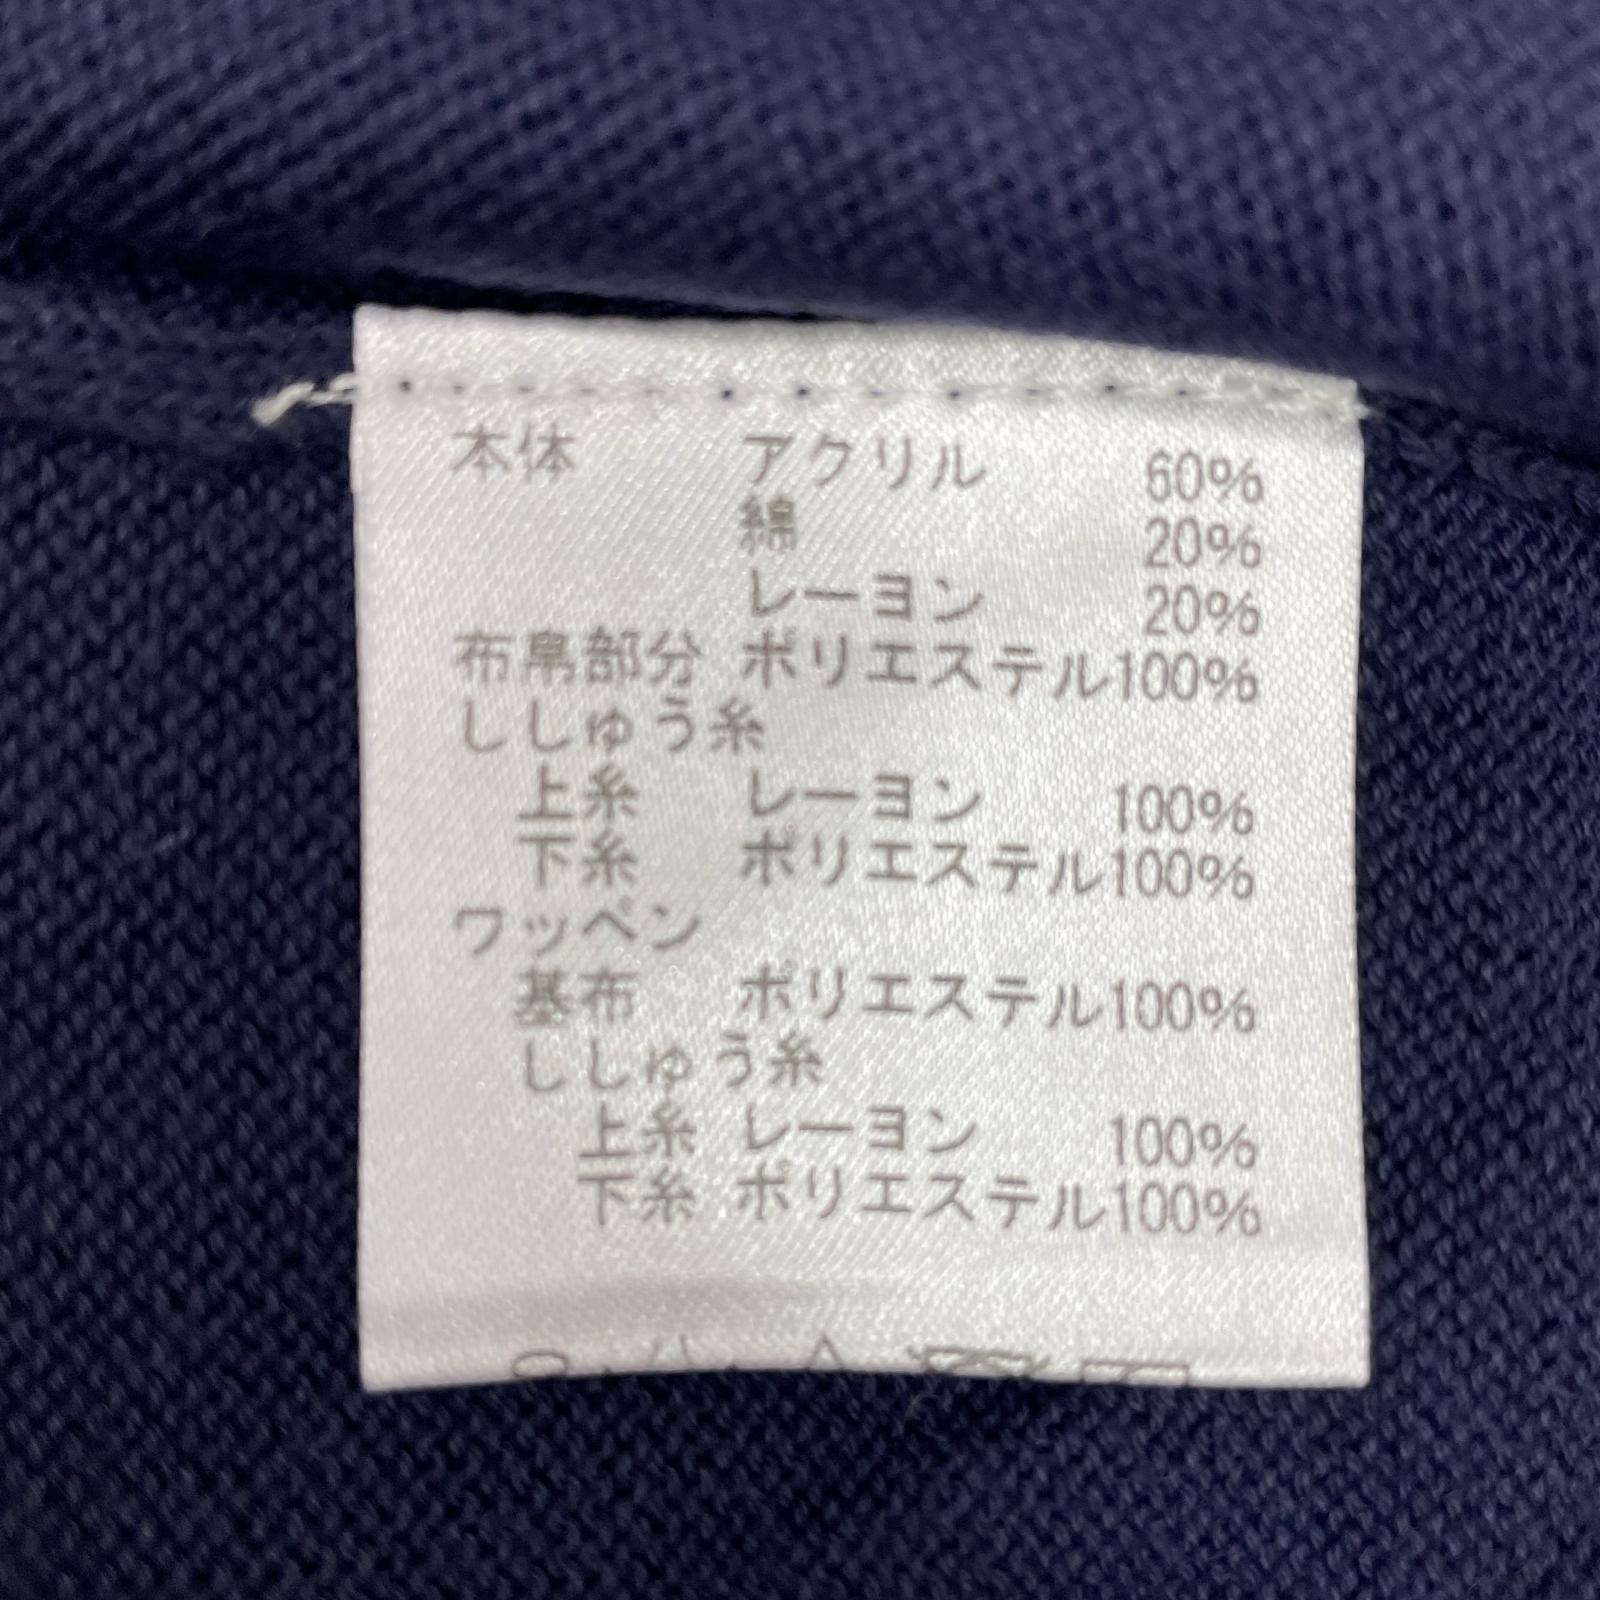 本体 アクリル 60%
綿 20%
レーヨン 20%
布帛部分 ポリエステル100%
ししゅう糸
上糸 レーヨン 100%
下糸 ポリエステル100%
ワッペン
基布 ポリエステル100%
ししゅう糸
上糸 レーヨン 100%
下糸 ポリエステル100%